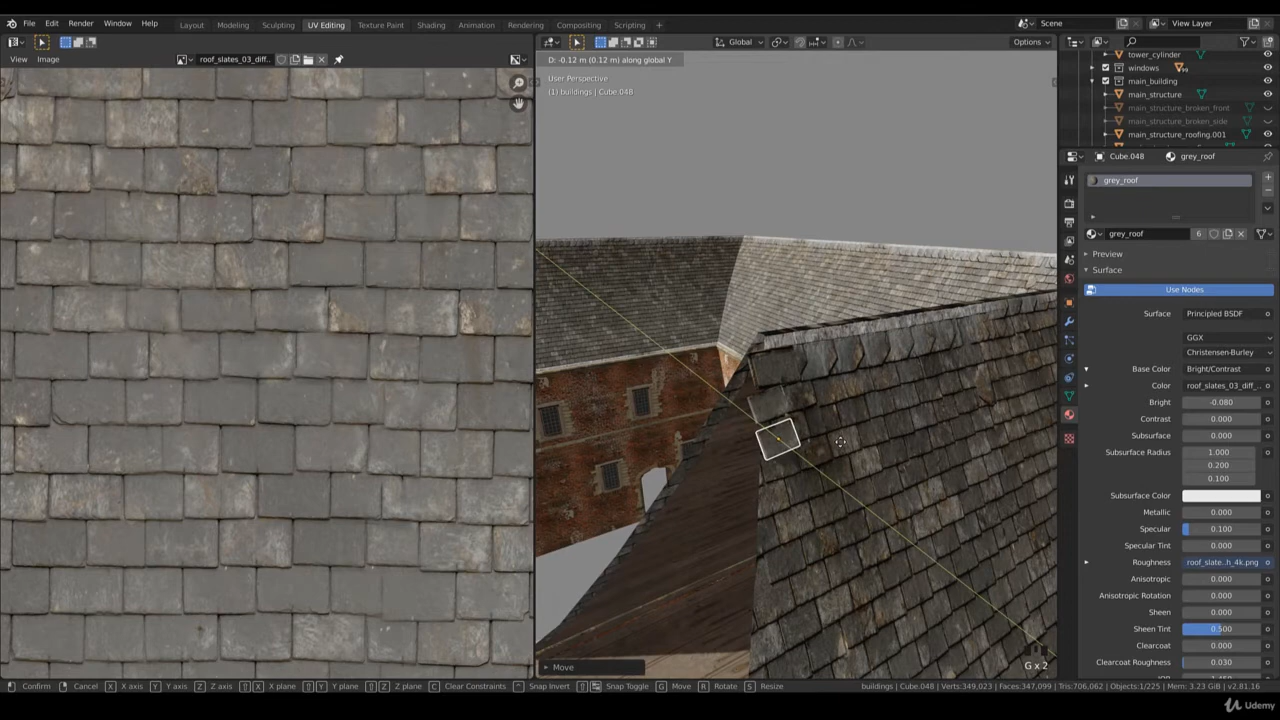 File Edit Render Window Help Layout Modeling Sculpting UV Editing Texture Paint Shading Animation Rendering Compositing Scripting + Scene View Layer
Global Options
View Image roof_slates_03_diff..
D: -0.12 m (0.12 m) along global Y
User Perspective
(1) buildings | Cube.048
tower_cylinder
windows
main_building
main_structure
main_structure_broken_front
main_structure_broken_side
main_structure_roofing.001
Cube.048 grey_roof
grey_roof
grey_roof 6
Preview
Surface
Use Nodes
Surface Principled BSDF
GGX
Christensen-Burley
Base Color Bright/Contrast
Color roof_slates_03_diff_..
Bright -0.080
Contrast 0.000
Subsurface 0.000
Subsurface Radius 1.000
0.200
0.100
Subsurface Color
Metallic 0.000
Specular 0.100
Specular Tint 0.000
Roughness roof_slate..h_4k.png
Anisotropic 0.000
Anisotropic Rotation 0.000
Sheen 0.000
Sheen Tint 0.500
Clearcoat 0.000
Clearcoat Roughness 0.030
Move
G x 2
Confirm Cancel X X axis Y Y axis Z Z axis X X plane Y Y plane Z Z plane C Clear Constraints Snap Invert Snap Toggle G Move R Rotate S Resize
buildings | Cube.048 | Verts:349,023 | Faces:347,099 | Tris:706,062 | Objects:1/225 | Mem: 3.23 GiB | v2.81.16
Udemy